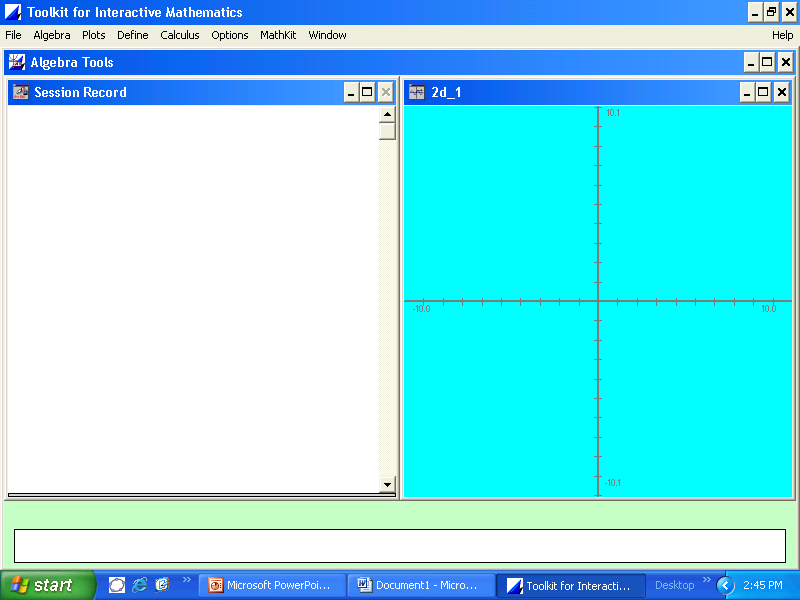 Toolkit for Interactive Mathematics
File Algebra Plots Define Calculus Options MathKit Window Help
Algebra Tools
Session Record
2d_1
10.1
-10.0
10.0
-10.1
start
Microsoft PowerPoi...
Document1 - Micro...
Toolkit for Interacti...
Desktop
2:45 PM